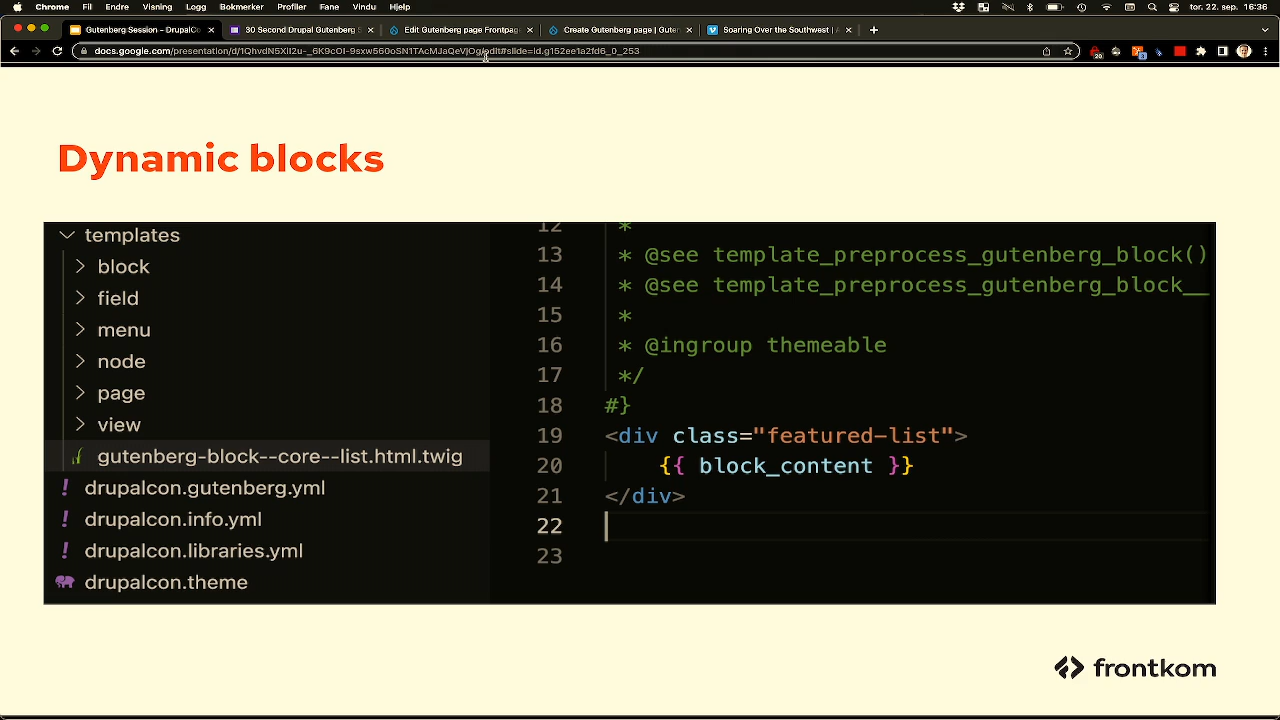 Chrome Fil Endre Visning Logg Bokmerker Profiler Fane Vindu Hjelp tor. 22. sep. 16:36
Gutenberg Session – DrupalCo 30 Second Drupal Gutenberg S Edit Gutenberg page Frontpag Create Gutenberg page | Guten Soaring Over the Southwest | A
Dynamic blocks
templates
block
field
menu
node
page
view
gutenberg-block--core--list.html.twig
drupalcon.gutenberg.yml
drupalcon.info.yml
drupalcon.libraries.yml
drupalcon.theme
12 *
13 * @see template_preprocess_gutenberg_block()
14 * @see template_preprocess_gutenberg_block__
15 *
16 * @ingroup themeable
17 */
18 #}
19 <div class="featured-list">
20 {{ block_content }}
21 </div>
22
23
frontkom